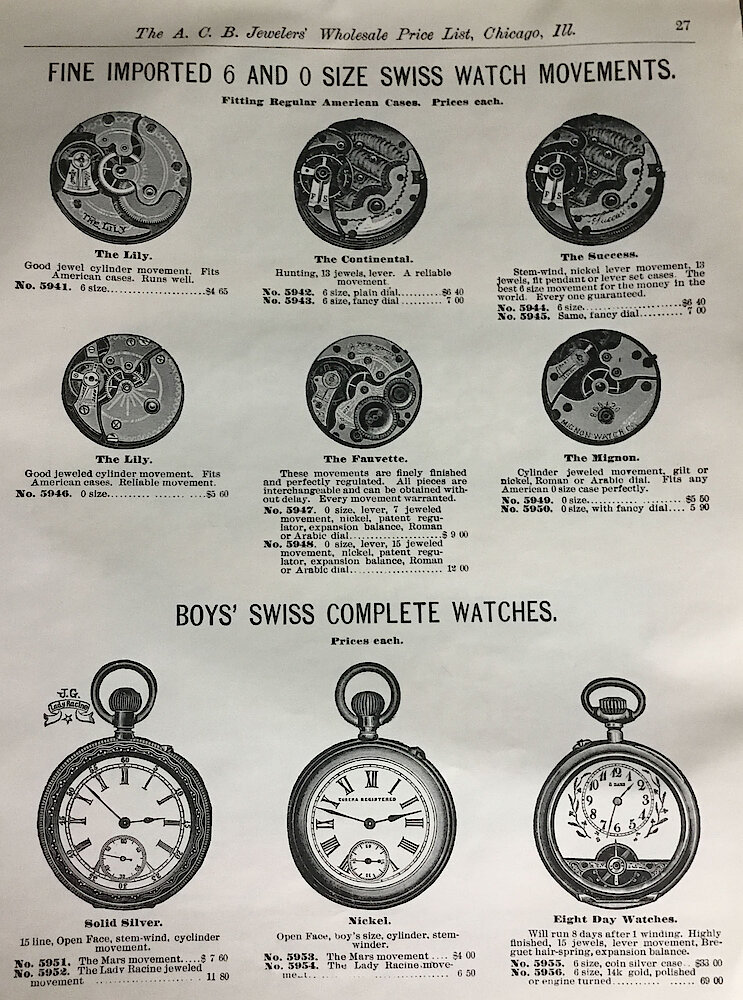 The A. C. B. Jewelers' Wholesale Price List, Chicago, Ill.
27
FINE IMPORTED 6 AND 0 SIZE SWISS WATCH MOVEMENTS.
Fitting Regular American Cases. Prices each.
THE LILY
The Lily.
Good jewel cylinder movement. Fits
American cases. Runs well.
No. 5941. 6 size..............................$4 65
F S
The Continental.
Hunting, 13 jewels, lever. A reliable
movement.
No. 5942. 6 size, plain dial..........$6 40
No. 5943. 6 size, fancy dial .......... 7 00
F S
Success
The Success.
Stem-wind, nickel lever movement, 13
jewels, fit pendant or lever set cases. The
best 6 size movement for the money in the
world. Every one guaranteed.
No. 5944. 6 size........................$6 40
No. 5945. Same, fancy dial.......... 7 00
The Lily.
Good jeweled cylinder movement. Fits
American cases. Reliable movement.
No. 5946. 0 size........................$5 60
The Fauvette.
These movements are finely finished
and perfectly regulated. All pieces are
interchangeable and can be obtained with-
out delay. Every movement warranted.
No. 5947. 0 size, lever, 7 jeweled
movement, nickel, patent regu-
lator, expansion balance, Roman
or Arabic dial......................$ 9 00
No. 5948. 0 size, lever, 15 jeweled
movement, nickel, patent regu-
lator, expansion balance, Roman
or Arabic dial...................... 12 00
MIGNON WATCH CO.
The Mignon.
Cylinder jeweled movement, gilt or
nickel, Roman or Arabic dial. Fits any
American 0 size case perfectly.
No. 5949. 0 size........................$5 50
No. 5950. 0 size, with fancy dial.... 5 90
BOYS' SWISS COMPLETE WATCHES.
Prices each.
J.G.
Lady Racine
Solid Silver.
15 line, Open Face, stem-wind, cyclinder
movement.
No. 5951. The Mars movement.....$ 7 60
No. 5952. The Lady Racine jeweled
movement .............................. 11 80
EUREKA REGISTERED
Nickel.
Open Face, boy's size, cylinder, stem-
winder.
No. 5953. The Mars movement ....$4 00
No. 5954. The Lady Racine move-
ment.............................. 6 50
8 DAYS
Eight Day Watches.
Will run 8 days after 1 winding. Highly
finished, 15 jewels, lever movement, Bre-
guet hair-spring, expansion balance.
No. 5955. 6 size, coin silver case..$33 00
No. 5956. 6 size, 14k gold, polished
or engine turned.............. 69 00